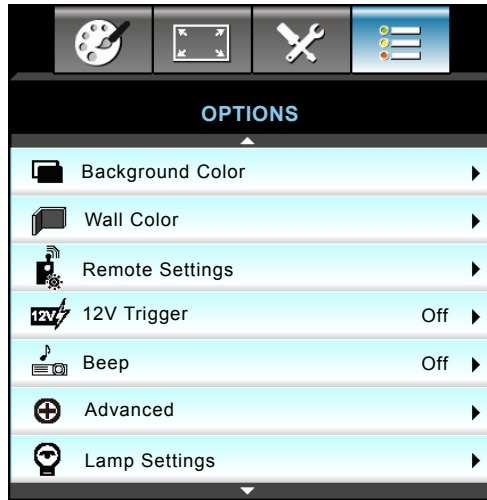 OPTIONS
Background Color
Wall Color
Remote Settings
12V 12V Trigger Off
Beep Off
Advanced
Lamp Settings